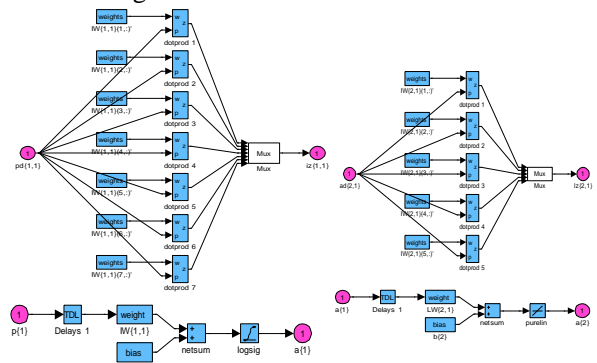 weights
w
z
p
IW{1,1}(1,:)'
dotprod 1
weights
w
z
p
IW{1,1}(2,:)'
dotprod 2
weights
w
z
p
IW{1,1}(3,:)'
dotprod 3
1
pd{1,1}
weights
w
z
p
IW{1,1}(4,:)'
dotprod 4
Mux
Mux
1
iz{1,1}
weights
w
z
p
IW{1,1}(5,:)'
dotprod 5
weights
w
z
p
IW{1,1}(6,:)'
dotprod 6
weights
w
z
p
IW{1,1}(7,:)'
dotprod 7
weights
w
z
p
IW{2,1}(1,:)'
dotprod 1
weights
w
z
p
IW{2,1}(2,:)'
dotprod 2
1
ad{2,1}
weights
w
z
p
IW{2,1}(3,:)'
dotprod 3
Mux
Mux
1
lz{2,1}
weights
w
z
p
IW{2,1}(4,:)'
dotprod 4
weights
w
z
p
IW{2,1}(5,:)'
dotprod 5
1
p{1}
TDL
Delays 1
weight
IW{1,1}
bias
netsum
logsig
1
a{1}
1
a{1}
TDL
Delays 1
weight
LW{2,1}
bias
b{2}
netsum
purelin
1
a{2}